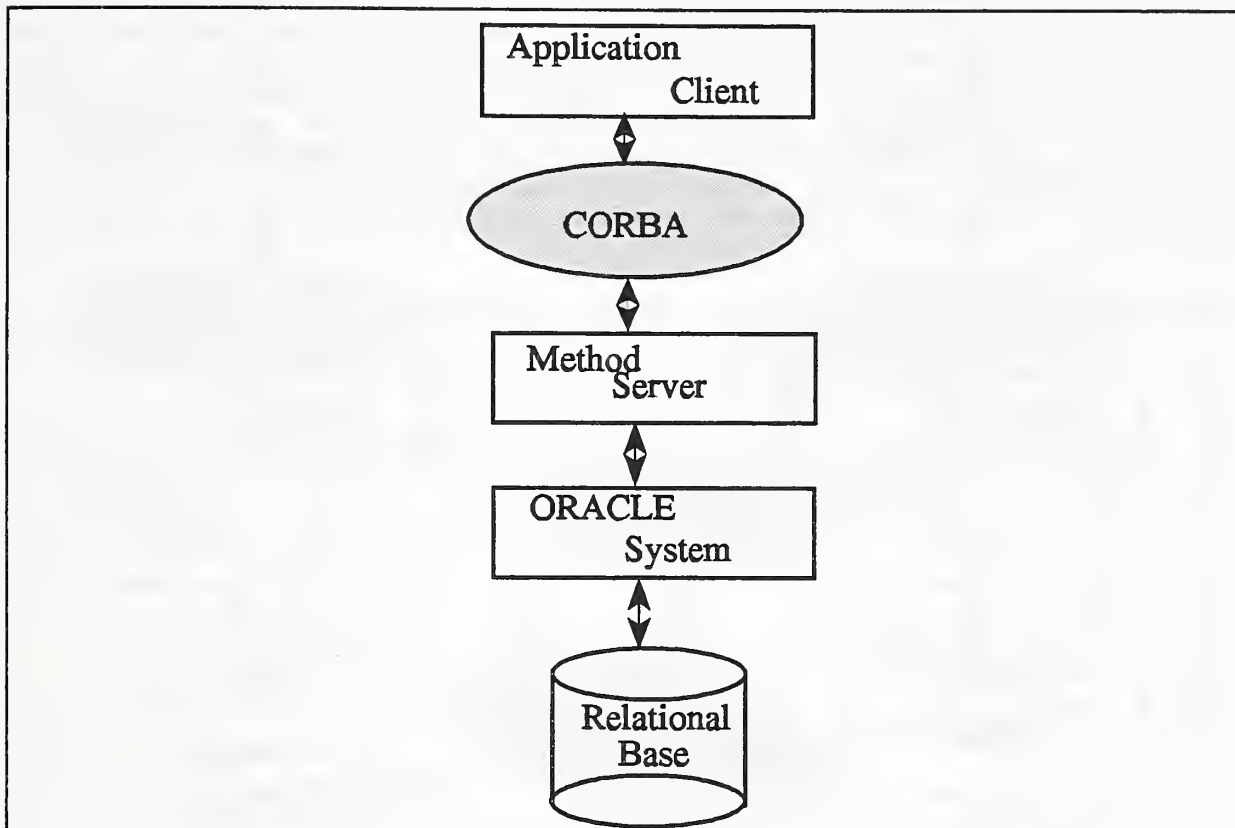 Application
Client
CORBA
Method
Server
ORACLE
System
Relational
Base